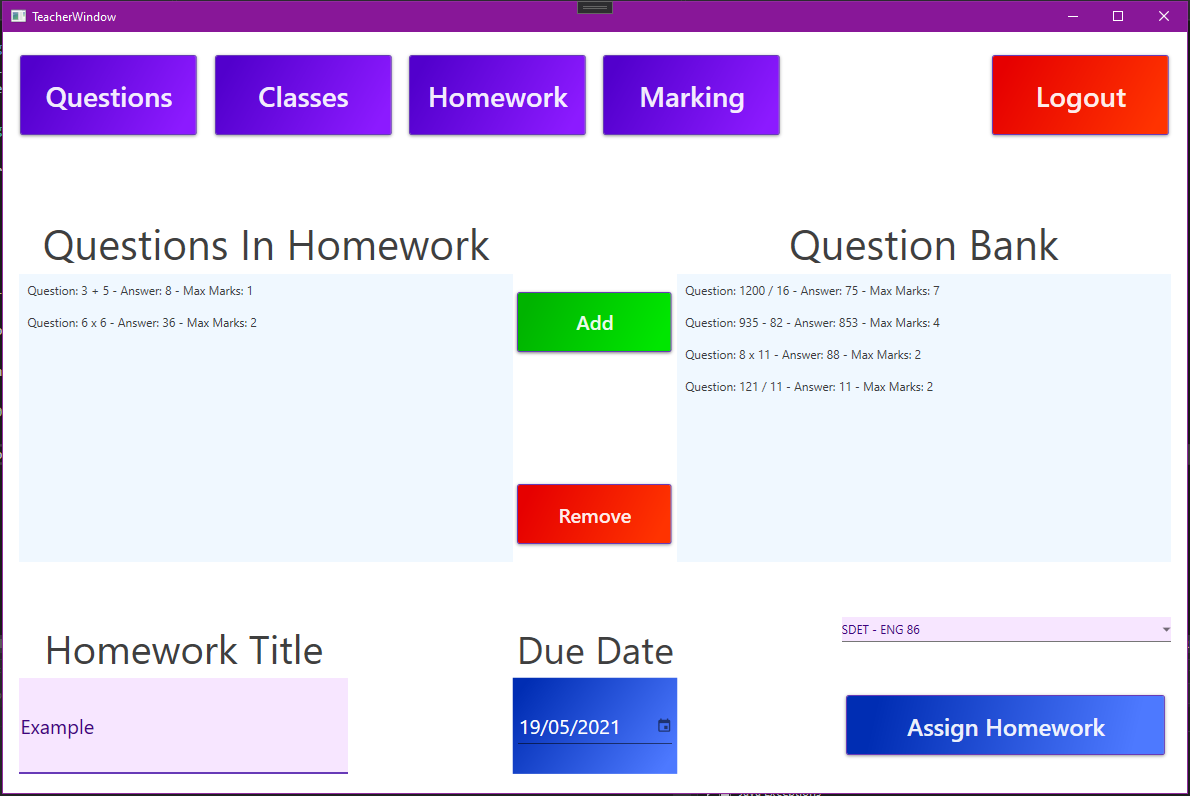 TeacherWindow
Questions
Classes
Homework
Marking
Logout
Questions In Homework
Question Bank
Question: 3 + 5 - Answer: 8 - Max Marks: 1
Question: 6 x 6 - Answer: 36 - Max Marks: 2
Add
Remove
Question: 1200 / 16 - Answer: 75 - Max Marks: 7
Question: 935 - 82 - Answer: 853 - Max Marks: 4
Question: 8 x 11 - Answer: 88 - Max Marks: 2
Question: 121 / 11 - Answer: 11 - Max Marks: 2
Homework Title
Example
Due Date
19/05/2021
SDET - ENG 86
Assign Homework